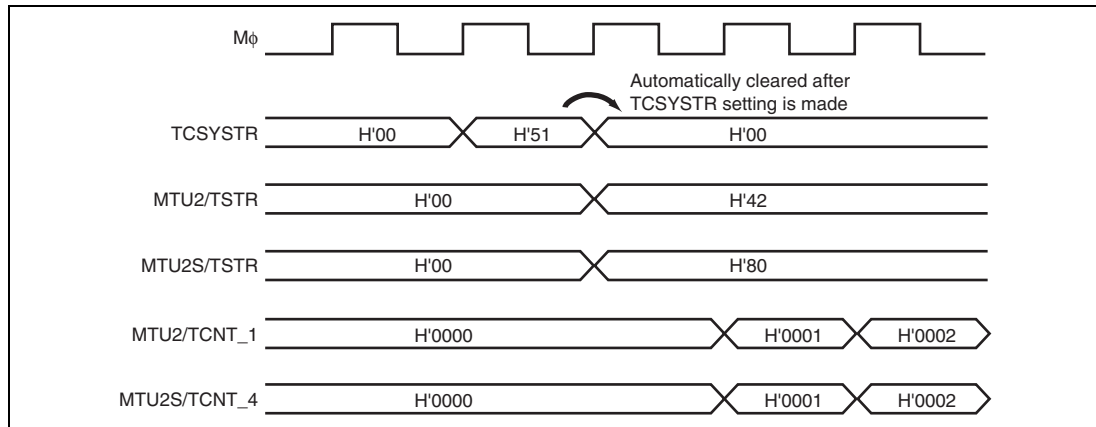 Mφ
Automatically cleared after
TCSYSTR setting is made
TCSYSTR H'00 H'51 H'00
MTU2/TSTR H'00 H'42
MTU2S/TSTR H'00 H'80
MTU2/TCNT_1 H'0000 H'0001 H'0002
MTU2S/TCNT_4 H'0000 H'0001 H'0002